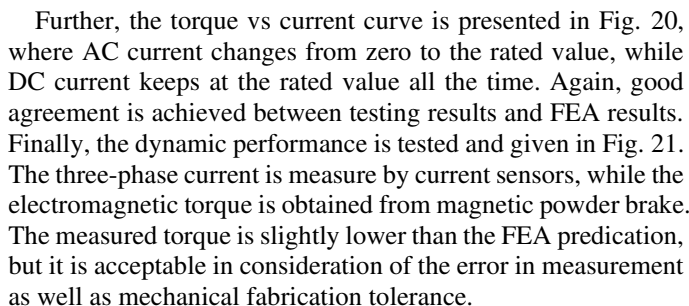 Further, the torque vs current curve is presented in Fig. 20,
where AC current changes from zero to the rated value, while
DC current keeps at the rated value all the time. Again, good
agreement is achieved between testing results and FEA results.
Finally, the dynamic performance is tested and given in Fig. 21.
The three-phase current is measure by current sensors, while the
electromagnetic torque is obtained from magnetic powder brake.
The measured torque is slightly lower than the FEA predication,
but it is acceptable in consideration of the error in measurement
as well as mechanical fabrication tolerance.